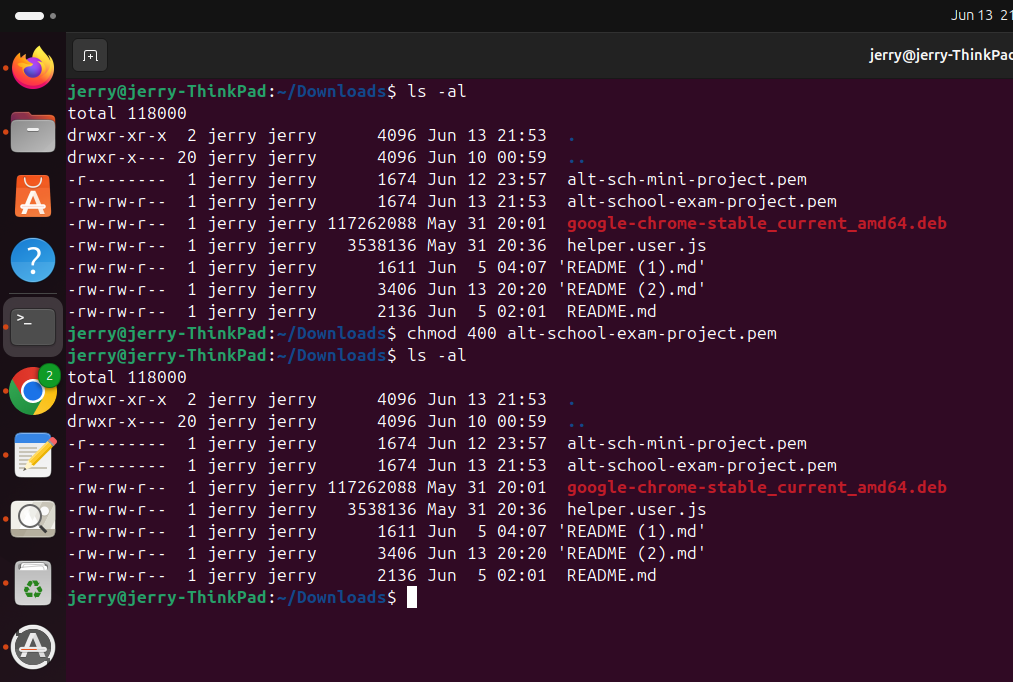 Jun 13 21
jerry@jerry-ThinkPad
jerry@jerry-ThinkPad:~/Downloads$ ls -al
total 118000
drwxr-xr-x  2 jerry jerry      4096 Jun 13 21:53  .
drwxr-x--- 20 jerry jerry      4096 Jun 10 00:59  ..
-r--------  1 jerry jerry      1674 Jun 12 23:57  alt-sch-mini-project.pem
-rw-rw-r--  1 jerry jerry      1674 Jun 13 21:53  alt-school-exam-project.pem
-rw-rw-r--  1 jerry jerry 117262088 May 31 20:01  google-chrome-stable_current_amd64.deb
-rw-rw-r--  1 jerry jerry   3538136 May 31 20:36  helper.user.js
-rw-rw-r--  1 jerry jerry      1611 Jun  5 04:07 'README (1).md'
-rw-rw-r--  1 jerry jerry      3406 Jun 13 20:20 'README (2).md'
-rw-rw-r--  1 jerry jerry      2136 Jun  5 02:01  README.md
jerry@jerry-ThinkPad:~/Downloads$ chmod 400 alt-school-exam-project.pem
jerry@jerry-ThinkPad:~/Downloads$ ls -al
total 118000
drwxr-xr-x  2 jerry jerry      4096 Jun 13 21:53  .
drwxr-x--- 20 jerry jerry      4096 Jun 10 00:59  ..
-r--------  1 jerry jerry      1674 Jun 12 23:57  alt-sch-mini-project.pem
-r--------  1 jerry jerry      1674 Jun 13 21:53  alt-school-exam-project.pem
-rw-rw-r--  1 jerry jerry 117262088 May 31 20:01  google-chrome-stable_current_amd64.deb
-rw-rw-r--  1 jerry jerry   3538136 May 31 20:36  helper.user.js
-rw-rw-r--  1 jerry jerry      1611 Jun  5 04:07 'README (1).md'
-rw-rw-r--  1 jerry jerry      3406 Jun 13 20:20 'README (2).md'
-rw-rw-r--  1 jerry jerry      2136 Jun  5 02:01  README.md
jerry@jerry-ThinkPad:~/Downloads$
?
>_
2